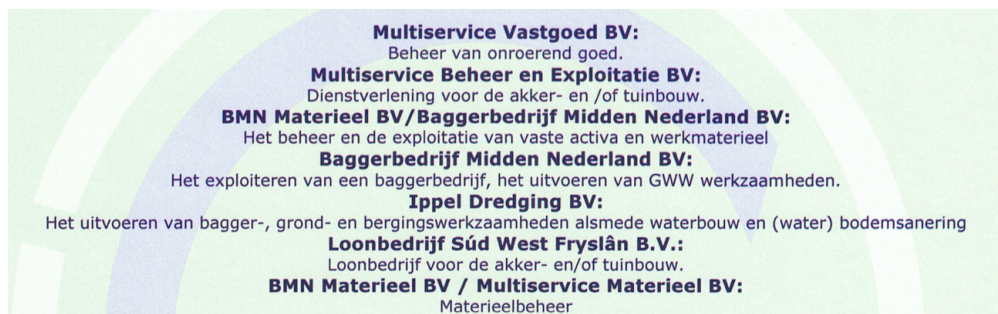 Multiservice Vastgoed BV:
Beheer van onroerend goed.
Multiservice Beheer en Exploitatie BV:
Dienstverlening voor de akker- en /of tuinbouw.
BMN Materieel BV/Baggerbedrijf Midden Nederland BV:
Het beheer en de exploitatie van vaste activa en werkmaterieel
Baggerbedrijf Midden Nederland BV:
Het exploiteren van een baggerbedrijf, het uitvoeren van GWW werkzaamheden.
Ippel Dredging BV:
Het uitvoeren van bagger-, grond- en bergingswerkzaamheden alsmede waterbouw en (water) bodemsanering
Loonbedrijf Súd West Fryslân B.V.:
Loonbedrijf voor de akker- en/of tuinbouw.
BMN Materieel BV / Multiservice Materieel BV:
Materieelbeheer